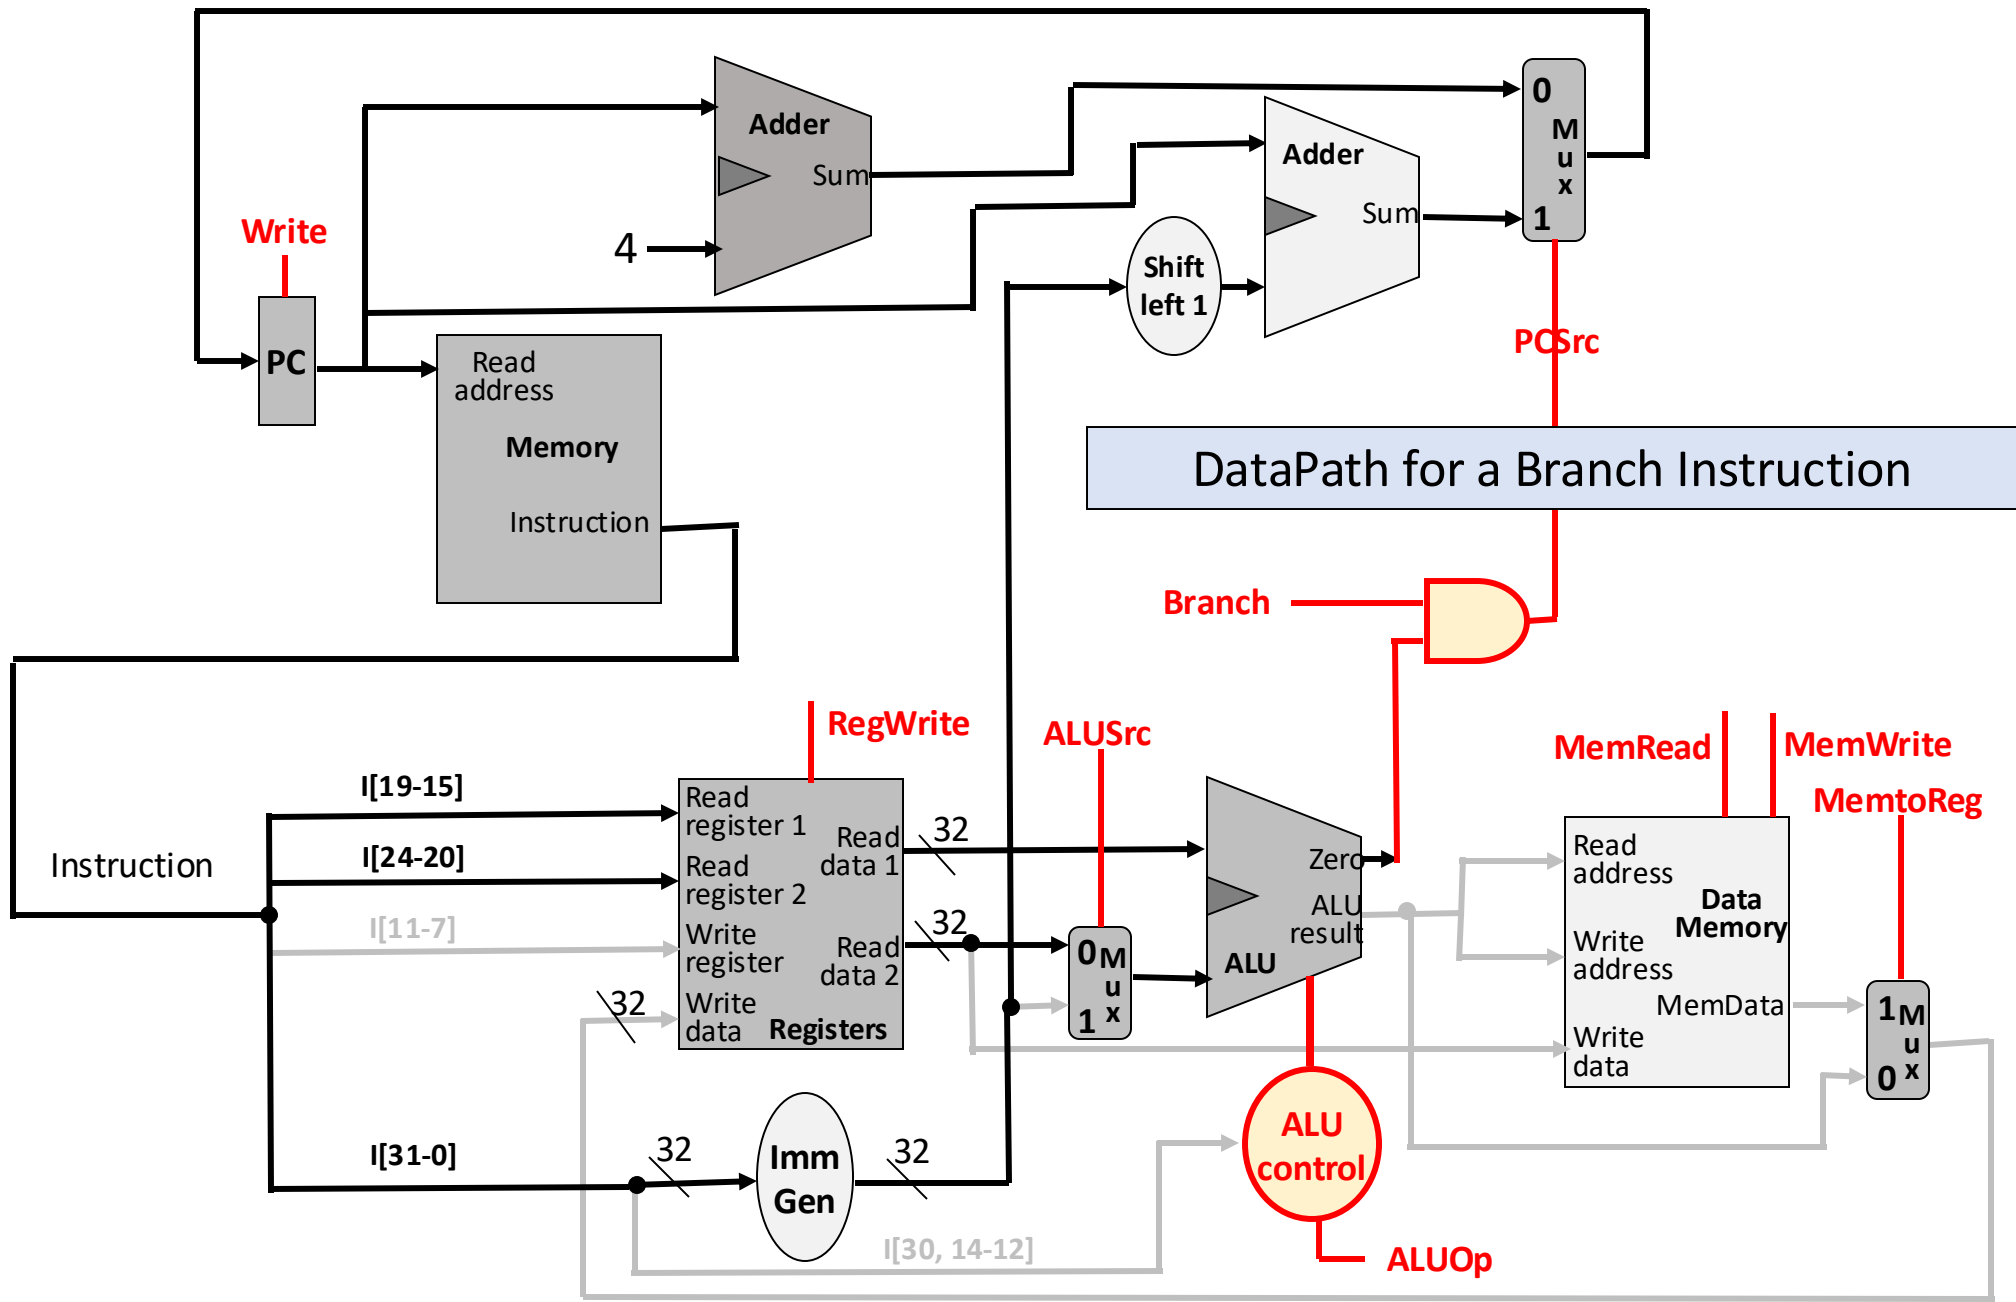 0
M
u
x
1
Adder
Sum
4
Adder
Sum
Shift
left 1
Write
PC
Read
address
Memory
Instruction
PCSrc
DataPath for a Branch Instruction
Branch
RegWrite
ALUSrc
MemRead
MemWrite
MemtoReg
Instruction
I[19-15]
I[24-20]
I[11-7]
I[31-0]
Read
register 1
Read
register 2
Write
register
Write
data
Read
data 1
Read
data 2
Registers
32
32
32
0
M
u
x
1
Zero
ALU
result
ALU
Read
address
Data
Memory
Write
address
MemData
Write
data
1
M
u
x
0
32
Imm
Gen
32
ALU
control
I[30, 14-12]
ALUOp